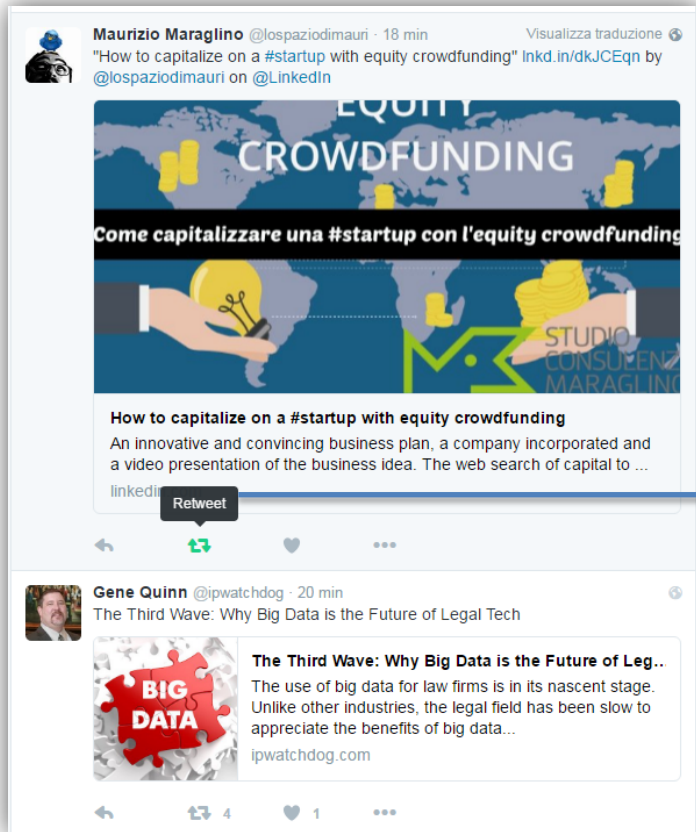 Maurizio Maraglino @lospaziodimauri · 18 min Visualizza traduzione
"How to capitalize on a #startup with equity crowdfunding" lnkd.in/dkJCEqn by
@lospaziodimauri on @LinkedIn
EQUITY
CROWDFUNDING
Come capitalizzare una #startup con l'equity crowdfunding
STUDIO
CONSULENZ
MARAGLINO
How to capitalize on a #startup with equity crowdfunding
An innovative and convincing business plan, a company incorporated and
a video presentation of the business idea. The web search of capital to ...
linkedin
Retweet
Gene Quinn @ipwatchdog · 20 min
The Third Wave: Why Big Data is the Future of Legal Tech
BIG
DATA
The Third Wave: Why Big Data is the Future of Leg...
The use of big data for law firms is in its nascent stage.
Unlike other industries, the legal field has been slow to
appreciate the benefits of big data...
ipwatchdog.com
4 1